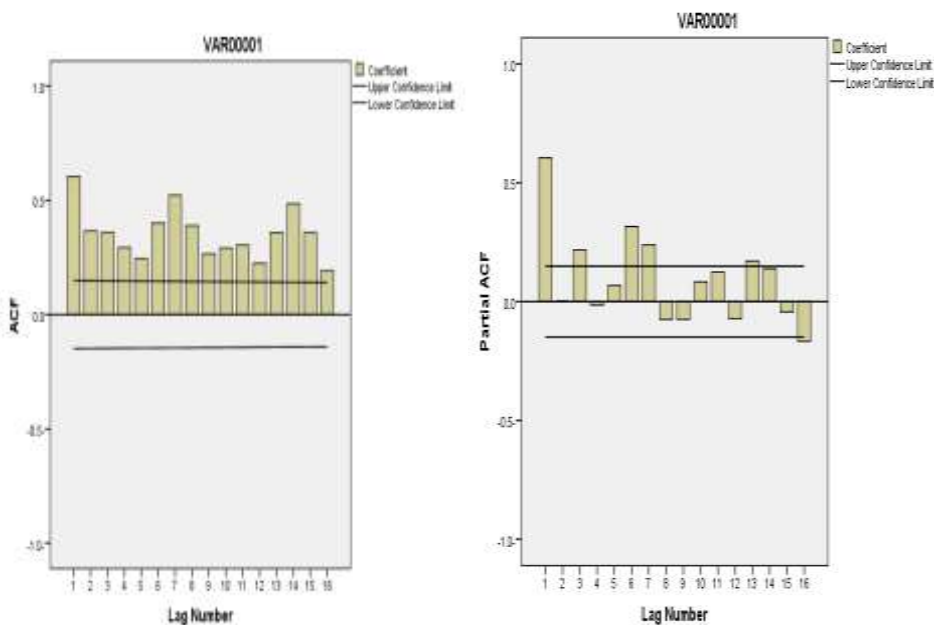 VAR00001
Coefficient
Upper Confidence Limit
Lower Confidence Limit
1.0
0.5
0.0
-0.5
-1.0
ACF
1 2 3 4 5 6 7 8 9 10 11 12 13 14 15 16
Lag Number
VAR00001
Coefficient
Upper Confidence Limit
Lower Confidence Limit
1.0
0.5
0.0
-0.5
-1.0
Partial ACF
1 2 3 4 5 6 7 8 9 10 11 12 13 14 15 16
Lag Number